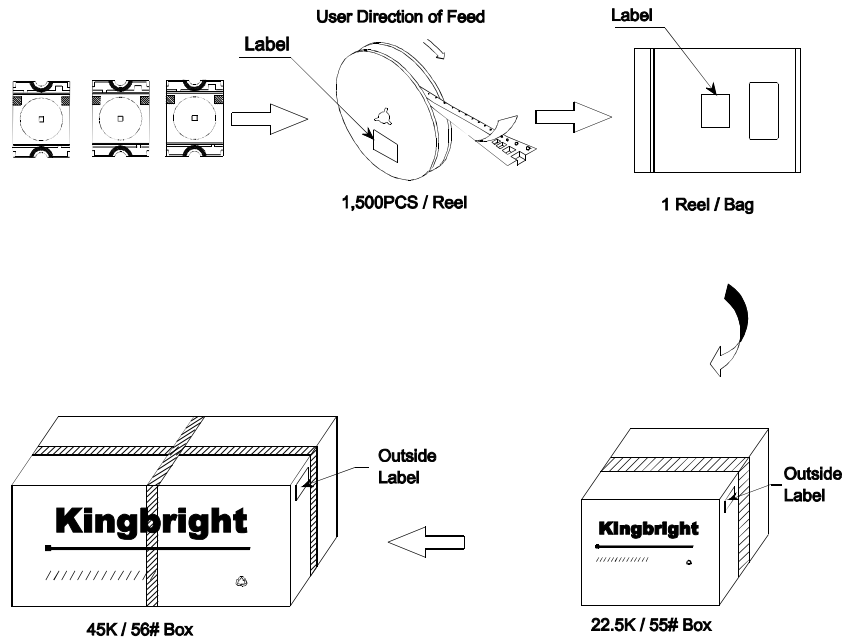 User Direction of Feed
Label
Label
1,500PCS / Reel
1 Reel / Bag
Outside
Label
Outside
Label
Kingbright
Kingbright
45K / 56# Box
22.5K / 55# Box